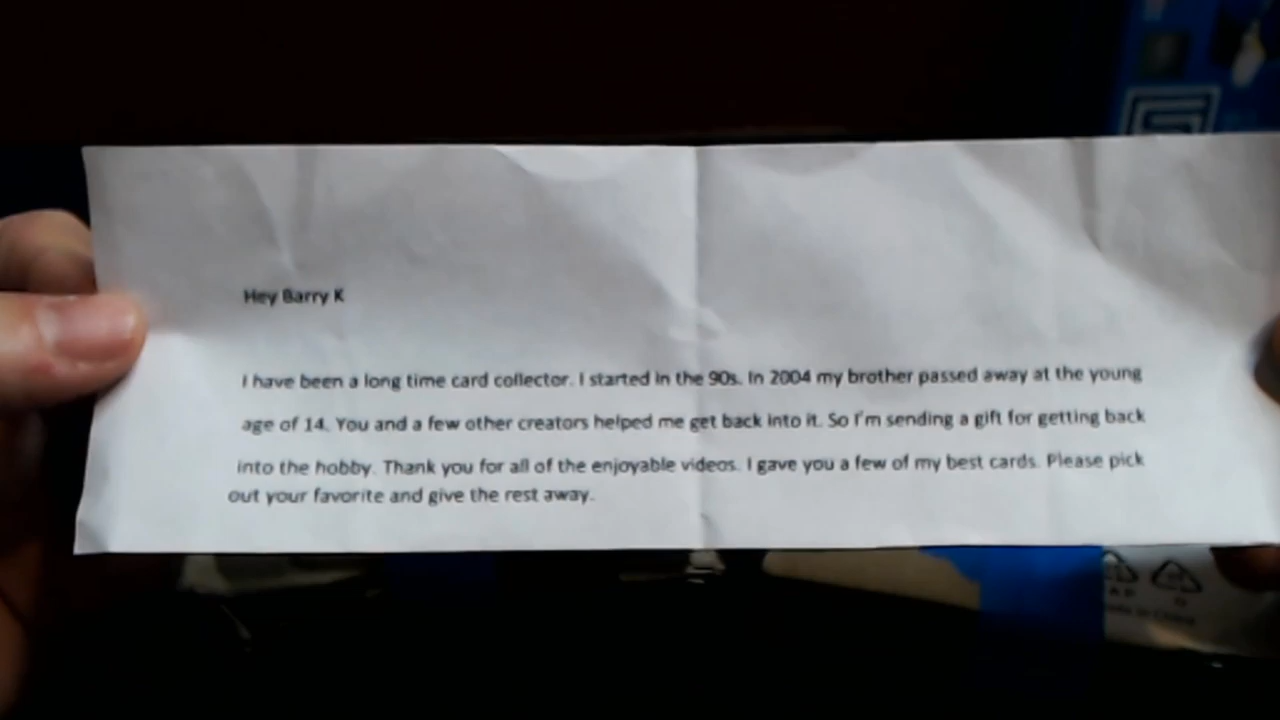 Hey Barry K
I have been a long time card collector. I started in the 90s. In 2004 my brother passed away at the young
age of 14. You and a few other creators helped me get back into it. So I'm sending a gift for getting back
into the hobby. Thank you for all of the enjoyable videos. I gave you a few of my best cards. Please pick
out your favorite and give the rest away.